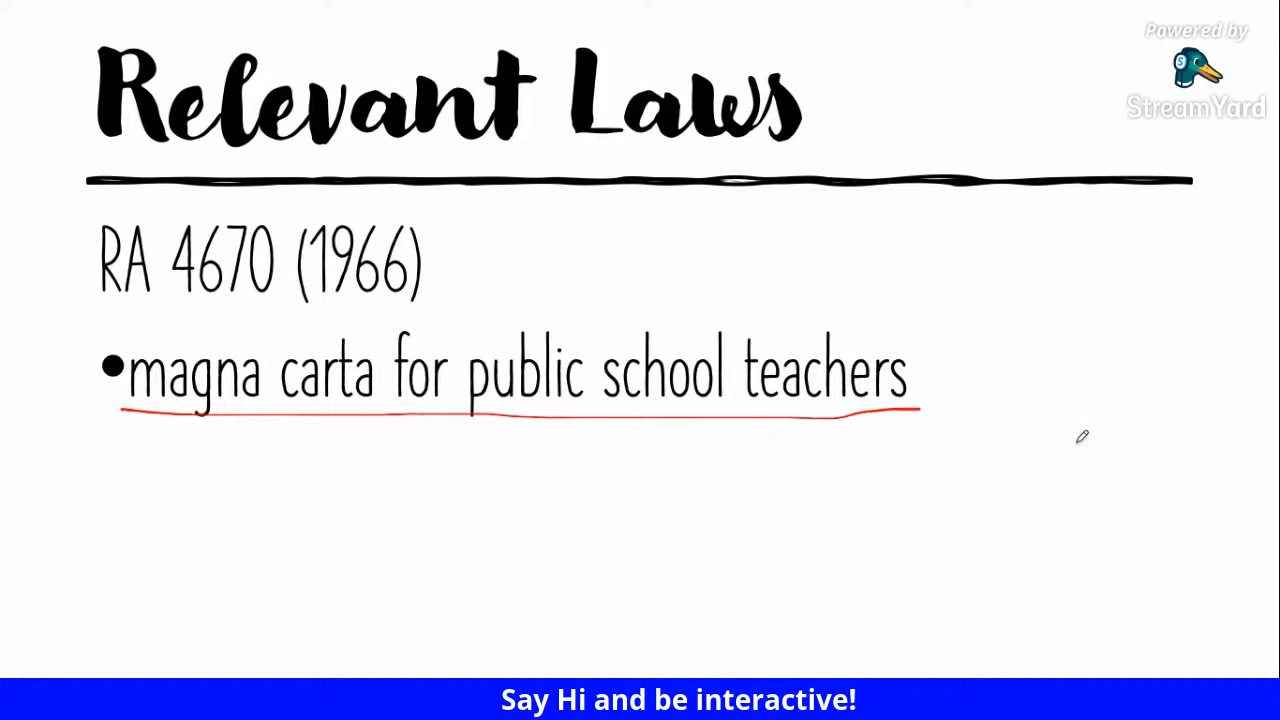 Powered by
StreamYard
Relevant Laws
RA 4670 (1966)
•magna carta for public school teachers
Say Hi and be interactive!